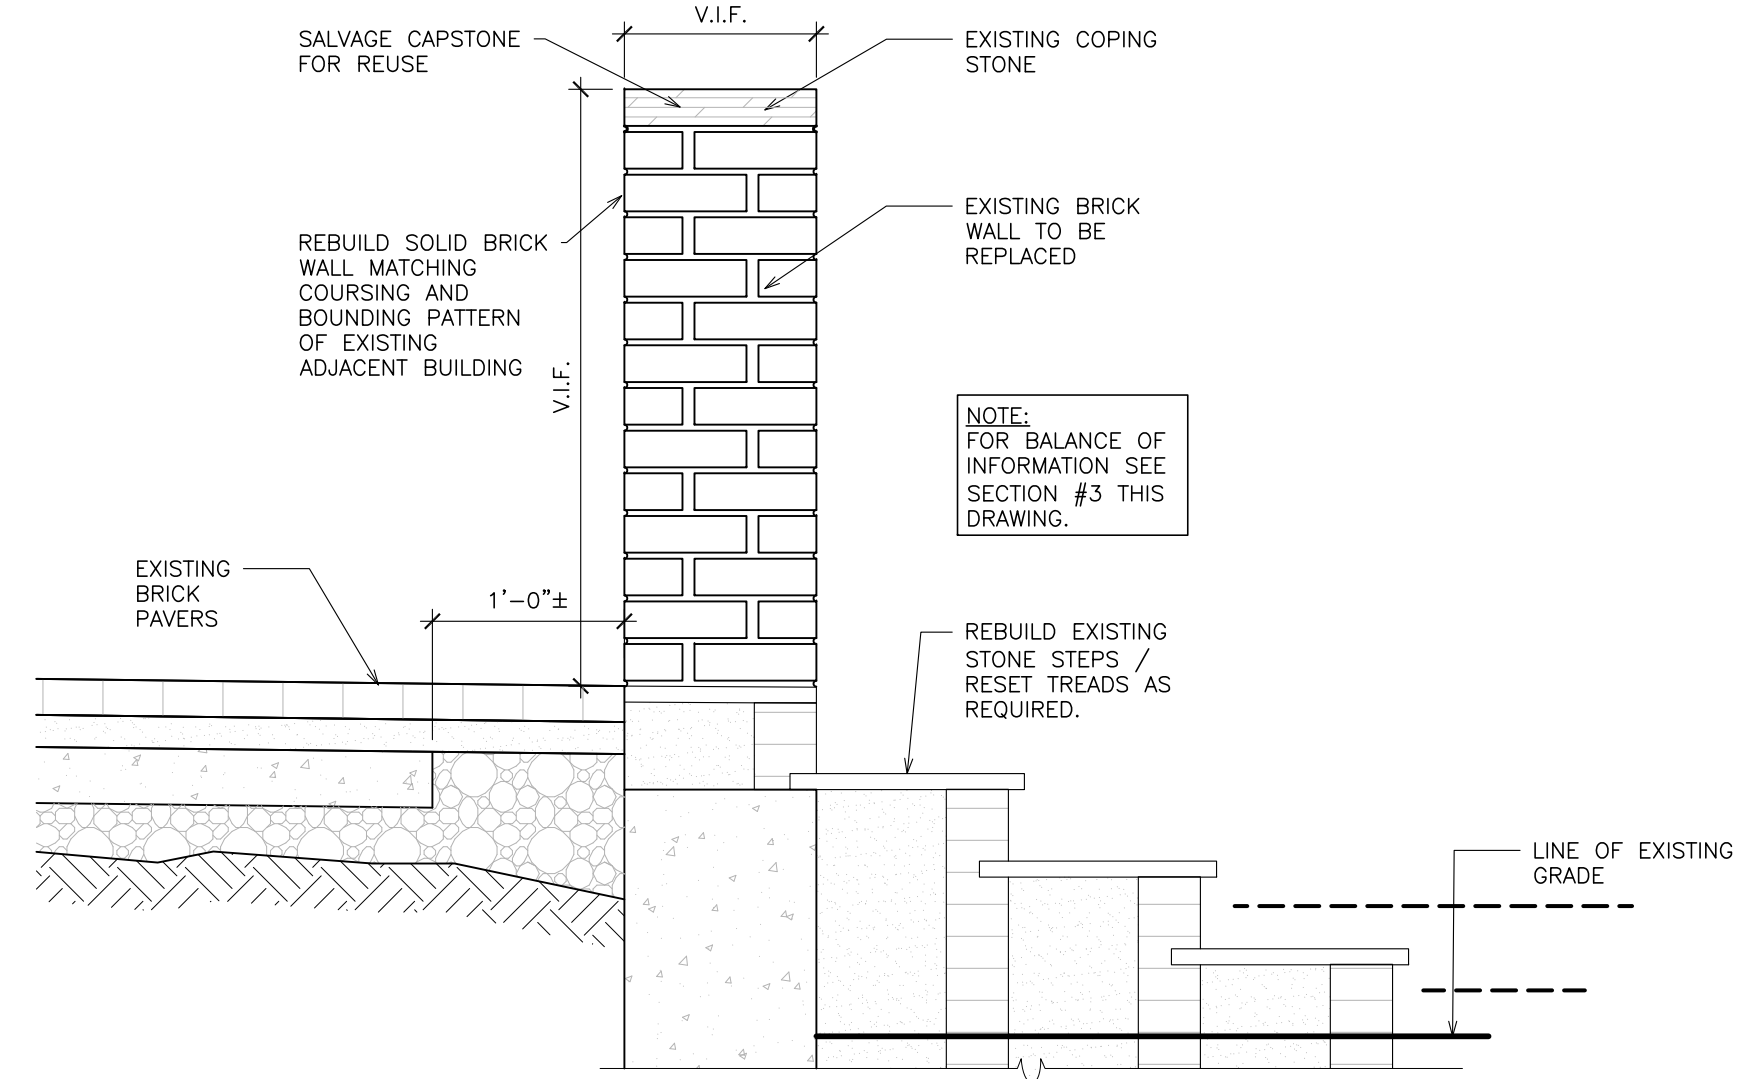 V.I.F.
SALVAGE CAPSTONE
FOR REUSE
EXISTING COPING
STONE
EXISTING BRICK
WALL TO BE
REPLACED
REBUILD SOLID BRICK
WALL MATCHING
COURSING AND
BOUNDING PATTERN
OF EXISTING
ADJACENT BUILDING
V.I.F.
NOTE:
FOR BALANCE OF
INFORMATION SEE
SECTION #3 THIS
DRAWING.
EXISTING
BRICK
PAVERS
1'-0"±
REBUILD EXISTING
STONE STEPS /
RESET TREADS AS
REQUIRED.
LINE OF EXISTING
GRADE